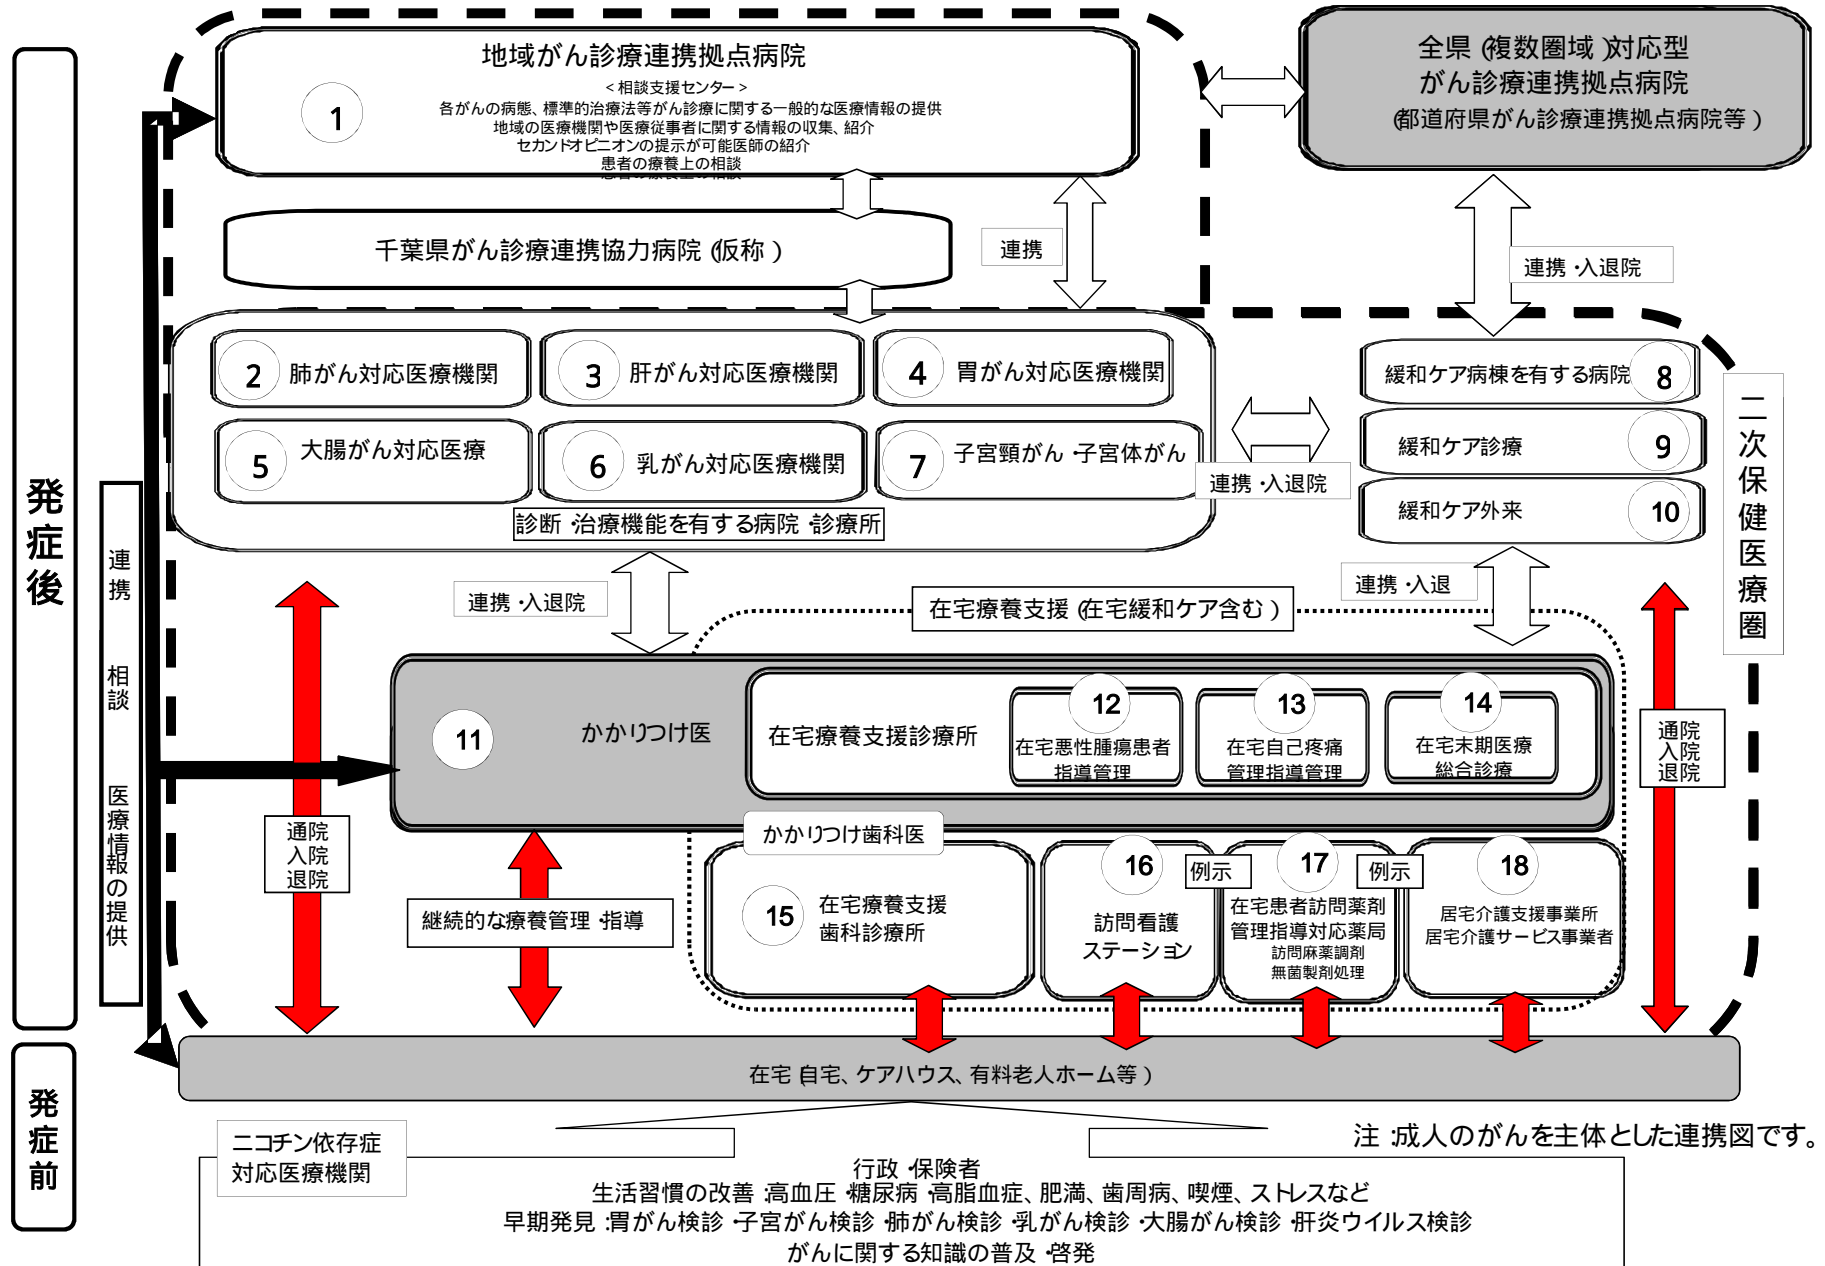 発症後
発症前
地域がん診療連携拠点病院
<相談支援センター>
各がんの病態、標準的治療法等がん診療に関する一般的な医療情報の提供
地域の医療機関や医療従事者に関する情報の収集、紹介
セカンドオピニオンの提示が可能医師の紹介
患者の療養上の相談
1
全県(複数圏域)対応型
がん診療連携拠点病院
(都道府県がん診療連携拠点病院等)
千葉県がん診療連携協力病院(仮称)
連携
連携・入退院
2 肺がん対応医療機関
3 肝がん対応医療機関
4 胃がん対応医療機関
5 大腸がん対応医療
6 乳がん対応医療機関
7 子宮頸がん・子宮体がん
診断・治療機能を有する病院・診療所
連携・入退院
緩和ケア病棟を有する病院 8
緩和ケア診療 9
緩和ケア外来 10
二次保健医療圏
連携
相談
医療情報の提供
連携・入退院
連携・入退
在宅療養支援(在宅緩和ケア含む)
11 かかりつけ医
在宅療養支援診療所
12
在宅悪性腫瘍患者
指導管理
13
在宅自己疼痛
管理指導管理
14
在宅末期医療
総合診療
通院
入院
退院
通院
入院
退院
継続的な療養管理・指導
かかりつけ歯科医
15
在宅療養支援
歯科診療所
16
訪問看護
ステーション
例示
17
在宅患者訪問薬剤
管理指導対応薬局
訪問麻薬調剤
無菌製剤処理
例示
18
居宅介護支援事業所
居宅介護サービス事業者
在宅(自宅、ケアハウス、有料老人ホーム等)
注:成人のがんを主体とした連携図です。
ニコチン依存症
対応医療機関
行政・保険者
生活習慣の改善:高血圧・糖尿病・高脂血症、肥満、歯周病、喫煙、ストレスなど
早期発見:胃がん検診・子宮がん検診・肺がん検診・乳がん検診・大腸がん検診・肝炎ウイルス検診
がんに関する知識の普及・啓発